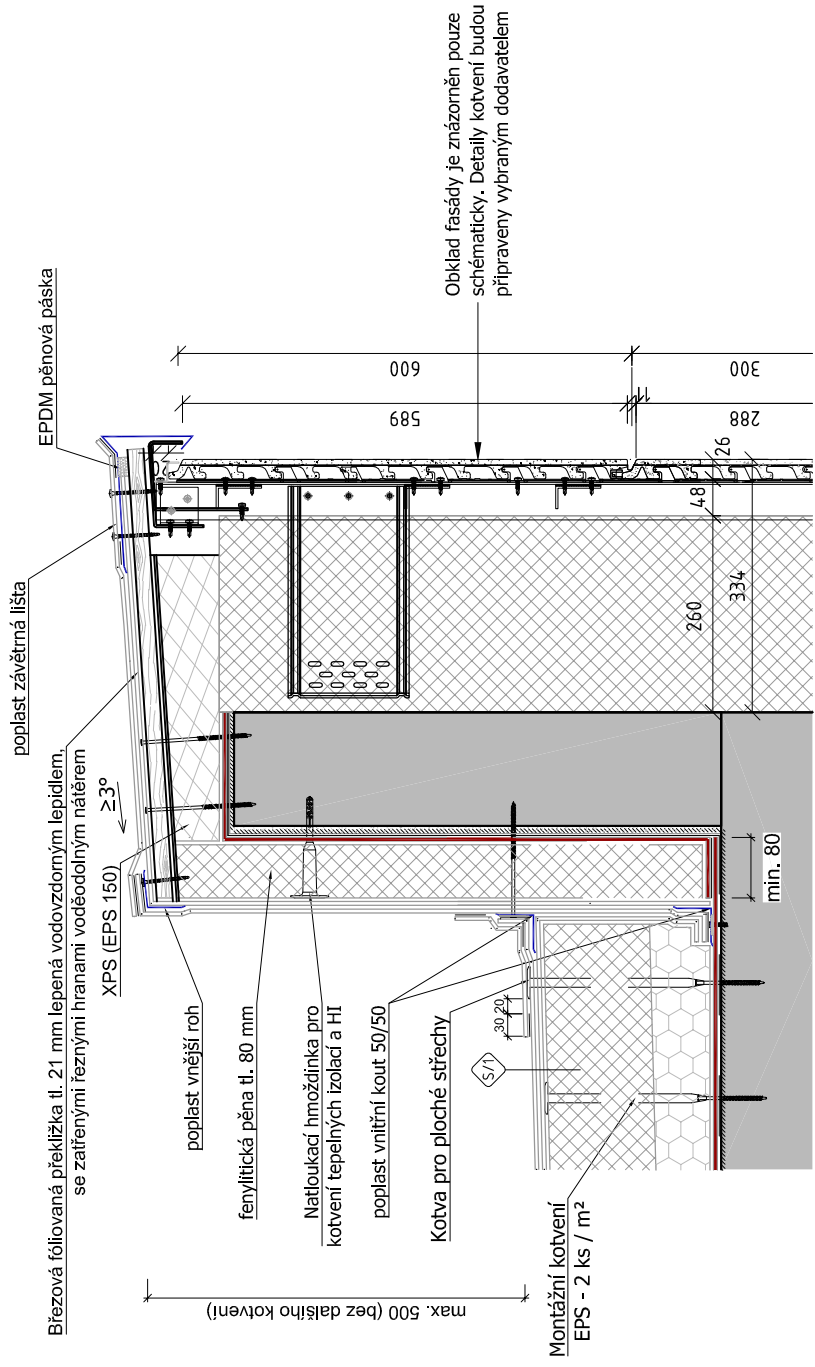 EPDM pěnová páska
poplast závětrná lišta
Březová fóliovaná překližka tl. 21 mm lepená vodovzdorným lepidlem,
se zatřenými řeznými hranami voděodolným nátěrem
≥3°
XPS (EPS 150)
poplast vnější roh
fenylitická pěna tl. 80 mm
Natloukací hmoždinka pro
kotvení tepelných izolací a HI
poplast vnitřní kout 50/50
Kotva pro ploché střechy
Montážní kotvení
EPS - 2 ks / m²
max. 500 (bez dalšího kotvení)
S/1
30
20
min. 80
260
48
26
334
600
589
300
288
11
Obklad fasády je znázorněn pouze
schématicky. Detaily kotvení budou
připraveny vybraným dodavatelem